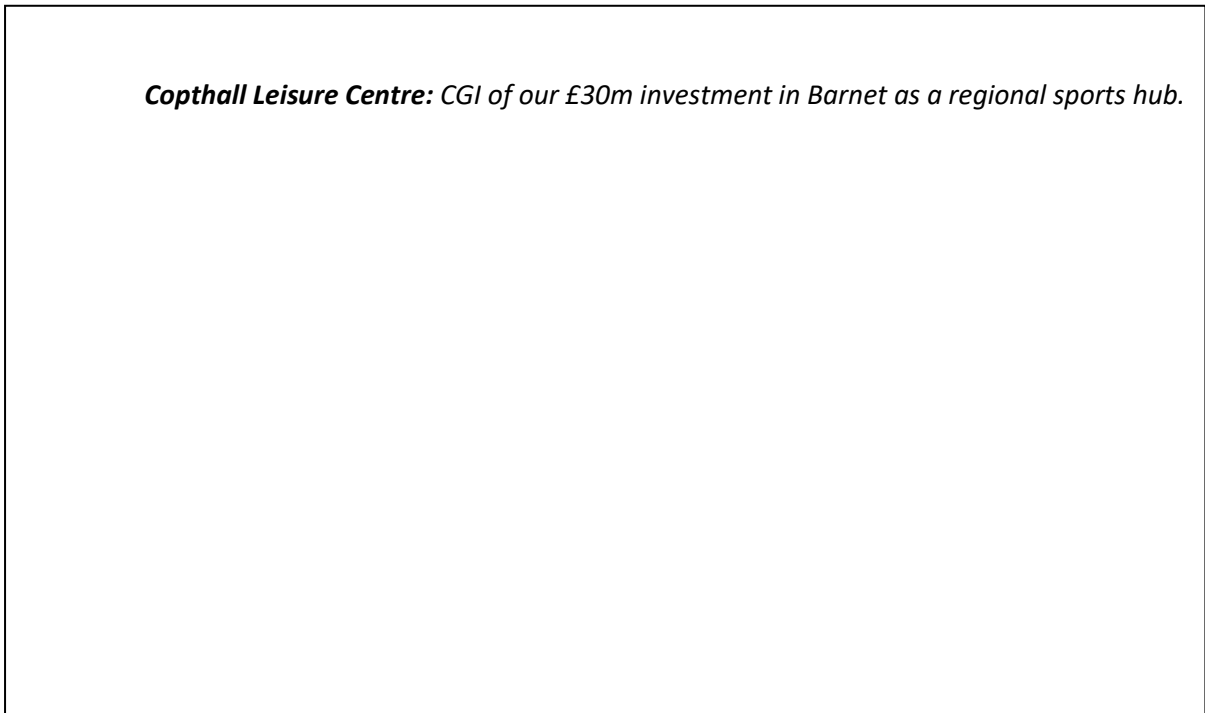 Copthall Leisure Centre: CGI of our £30m investment in Barnet as a regional sports hub.